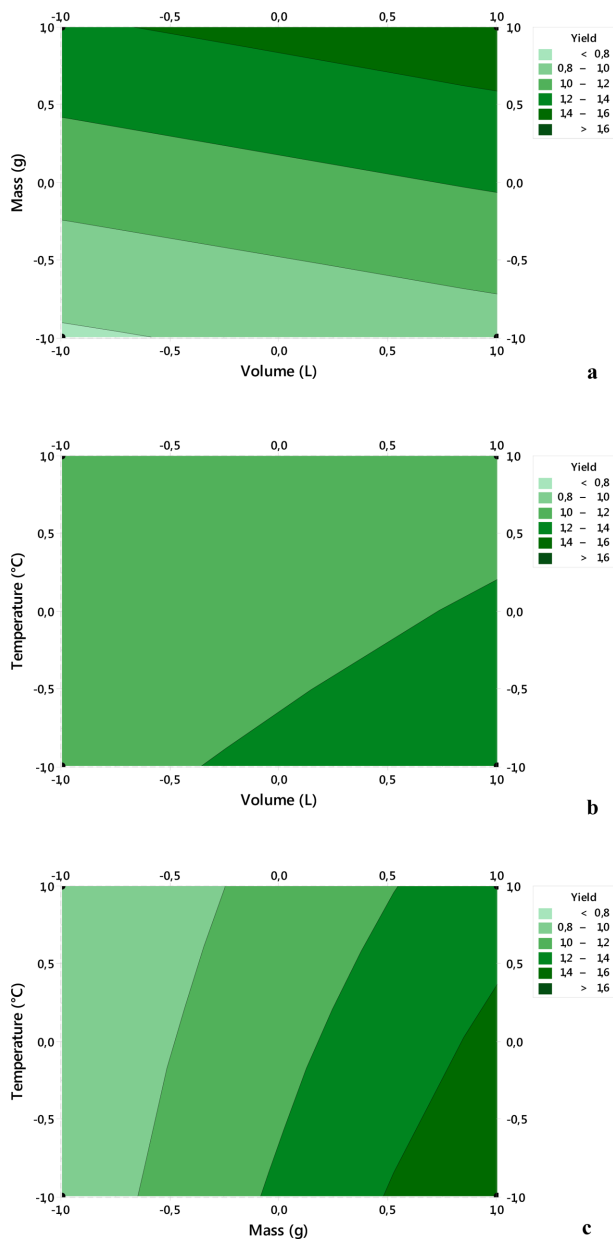 -1,0 -0,5 0,0 0,5 1,0
1,0 1,0
0,5 0,5
0,0 0,0
-0,5 -0,5
-1,0 -1,0
-1,0 -0,5 0,0 0,5 1,0
Mass (g)
Volume (L)
Yield
< 0,8
0,8 – 1,0
1,0 – 1,2
1,2 – 1,4
1,4 – 1,6
> 1,6
a
-1,0 -0,5 0,0 0,5 1,0
1,0 1,0
0,5 0,5
0,0 0,0
-0,5 -0,5
-1,0 -1,0
-1,0 -0,5 0,0 0,5 1,0
Temperature (°C)
Volume (L)
Yield
< 0,8
0,8 – 1,0
1,0 – 1,2
1,2 – 1,4
1,4 – 1,6
> 1,6
b
-1,0 -0,5 0,0 0,5 1,0
1,0 1,0
0,5 0,5
0,0 0,0
-0,5 -0,5
-1,0 -1,0
-1,0 -0,5 0,0 0,5 1,0
Temperature (°C)
Mass (g)
Yield
< 0,8
0,8 – 1,0
1,0 – 1,2
1,2 – 1,4
1,4 – 1,6
> 1,6
c